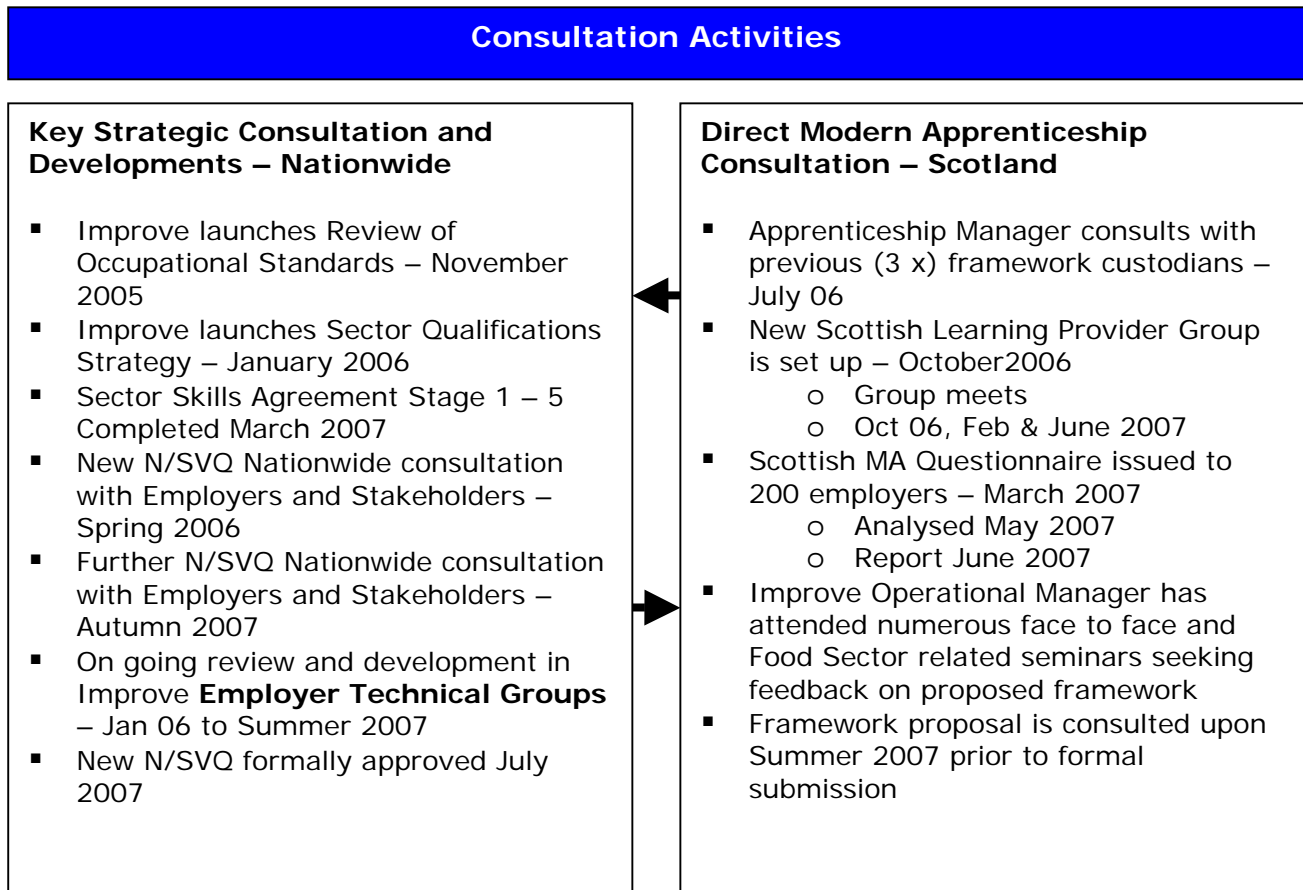 Consultation Activities
Key Strategic Consultation and
Developments – Nationwide
▪ Improve launches Review of
Occupational Standards – November
2005
▪ Improve launches Sector Qualifications
Strategy – January 2006
▪ Sector Skills Agreement Stage 1 – 5
Completed March 2007
▪ New N/SVQ Nationwide consultation
with Employers and Stakeholders –
Spring 2006
▪ Further N/SVQ Nationwide consultation
with Employers and Stakeholders –
Autumn 2007
▪ On going review and development in
Improve Employer Technical Groups
– Jan 06 to Summer 2007
▪ New N/SVQ formally approved July
2007
Direct Modern Apprenticeship
Consultation – Scotland
▪ Apprenticeship Manager consults with
previous (3 x) framework custodians –
July 06
▪ New Scottish Learning Provider Group
is set up – October2006
o Group meets
o Oct 06, Feb & June 2007
▪ Scottish MA Questionnaire issued to
200 employers – March 2007
o Analysed May 2007
o Report June 2007
▪ Improve Operational Manager has
attended numerous face to face and
Food Sector related seminars seeking
feedback on proposed framework
▪ Framework proposal is consulted upon
Summer 2007 prior to formal
submission